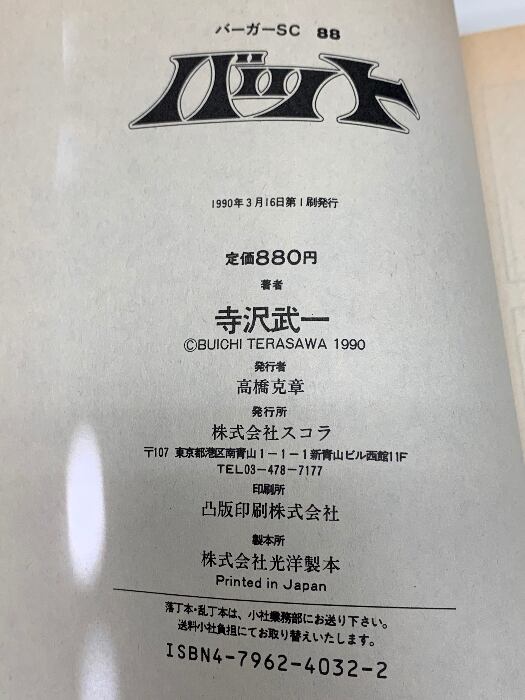 バーガーSC 88
バット
1990年3月16日第1刷発行
定価880円
著者
寺沢武一
©BUICHI TERASAWA 1990
発行者
高橋克章
発行所
株式会社スコラ
〒107 東京都港区南青山1-1-1新青山ビル西館11F
TEL03-478-7177
印刷所
凸版印刷株式会社
製本所
株式会社光洋製本
Printed in Japan
落丁本・乱丁本は、小社業務部にお送り下さい。
送料小社負担にてお取り替えいたします。
ISBN4-7962-4032-2